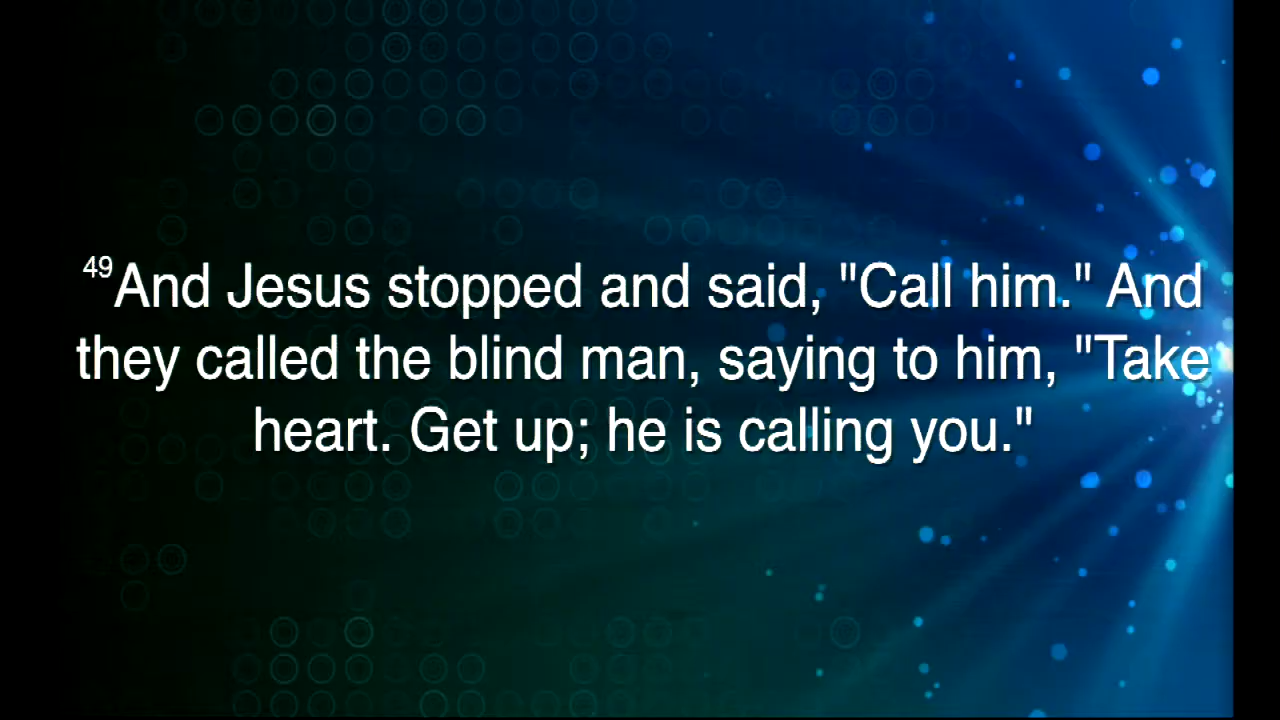 49And Jesus stopped and said, "Call him." And
they called the blind man, saying to him, "Take
heart. Get up; he is calling you."